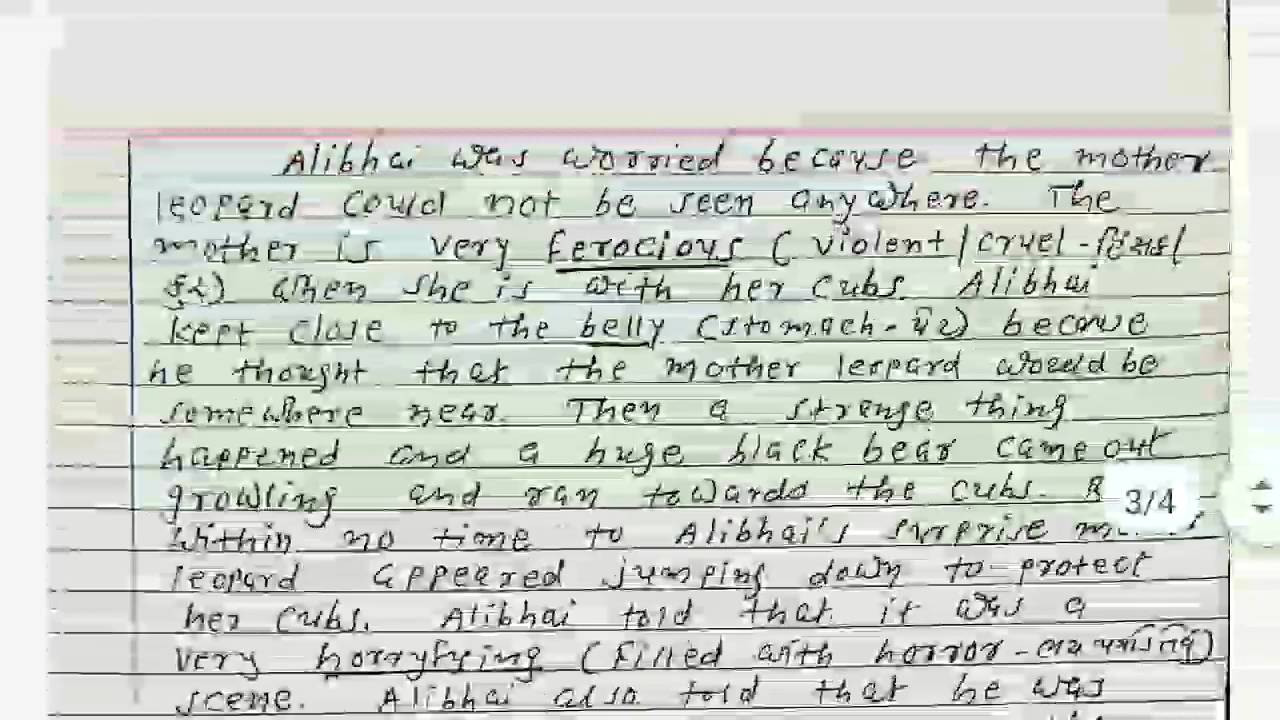 Alibhai was worried because the mother
leopard could not be seen anywhere. The
mother is very ferocious (violent/cruel-હિંસક/
ક્રૂર) when she is with her cubs. Alibhai
kept close to the belly (stomach-પેટ) because
he thought that the mother leopard would be
somewhere near. Then a strange thing
happened and a huge black bear came out
growling and ran towards the cubs.
3/4
Within no time to Alibhai's surprise
leopard appeared jumping down to protect
her cubs. Alibhai told that it was a
very horryfying (filled with horror-
scene. Alibhai also told that he was